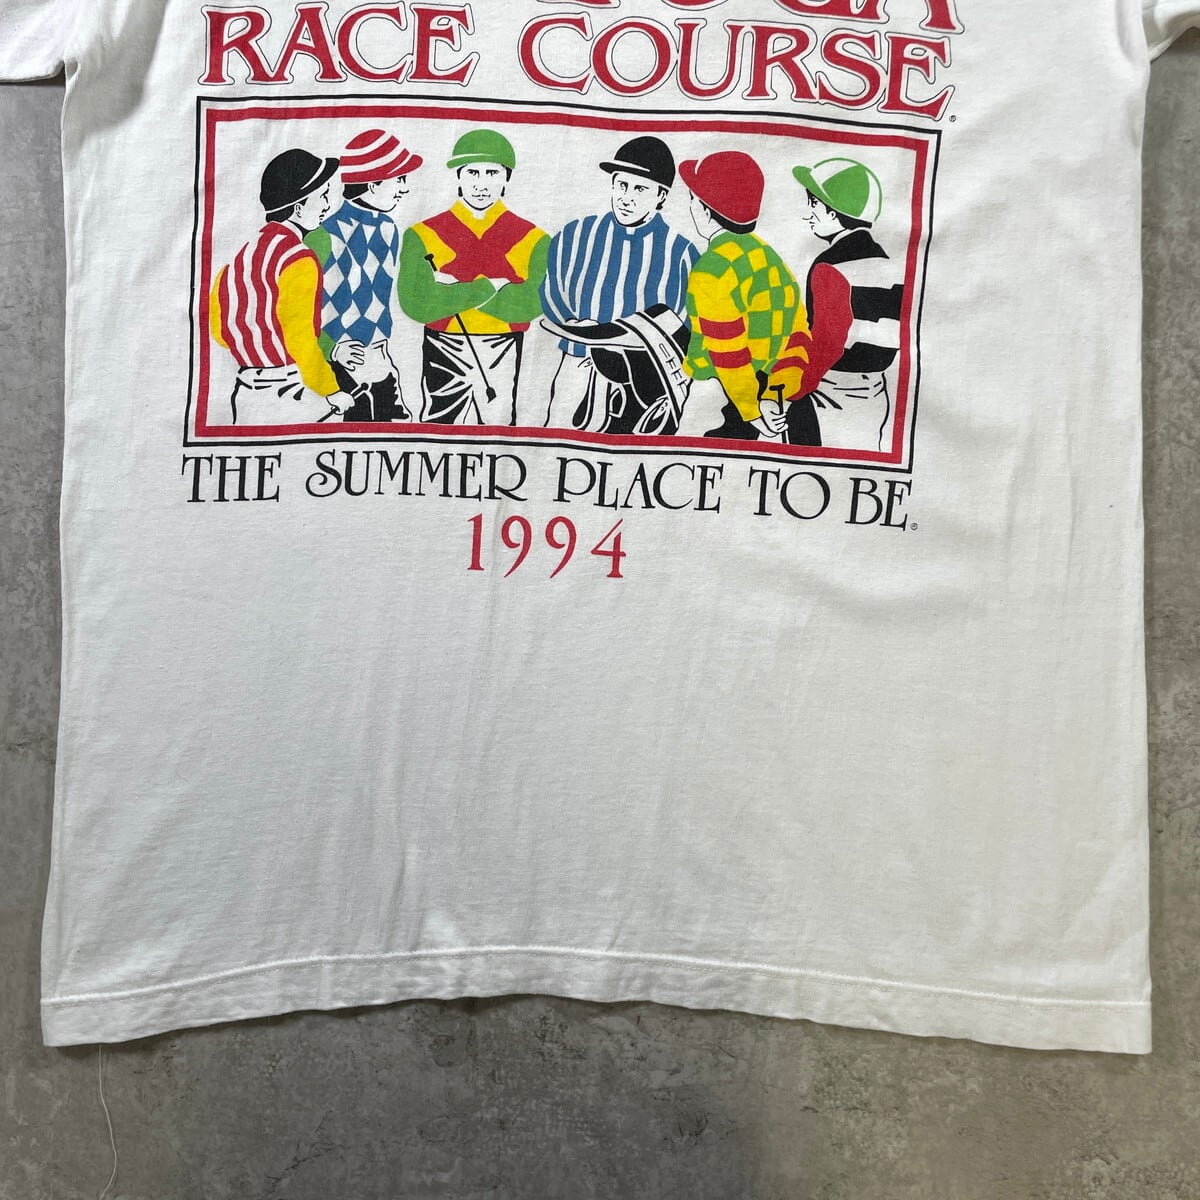 RACE COURSE®
THE SUMMER PLACE TO BE®
1994